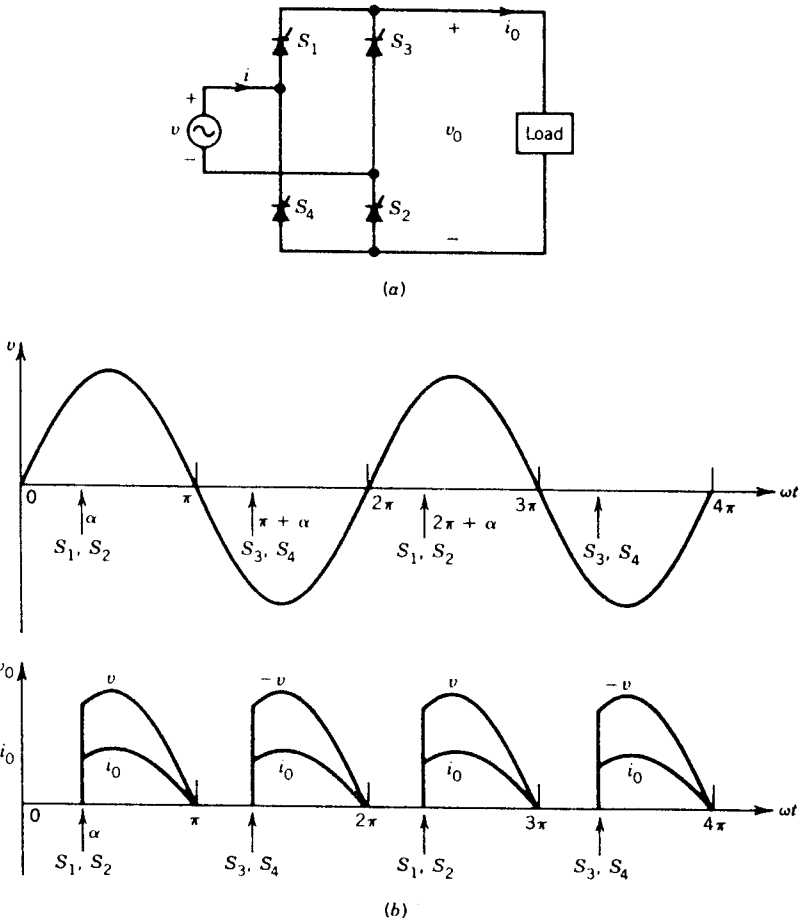 S₁ S₃ + i₀
i
+
v v₀ Load
−
S₄ S₂
−
(a)
v
0 π 2π 3π 4π ωt
α π + α 2π + α
S₁, S₂ S₃, S₄ S₁, S₂ S₃, S₄
v₀ v −v v −v
i₀ i₀ i₀ i₀ i₀
0 π 2π 3π 4π ωt
α
S₁, S₂ S₃, S₄ S₁, S₂ S₃, S₄
(b)